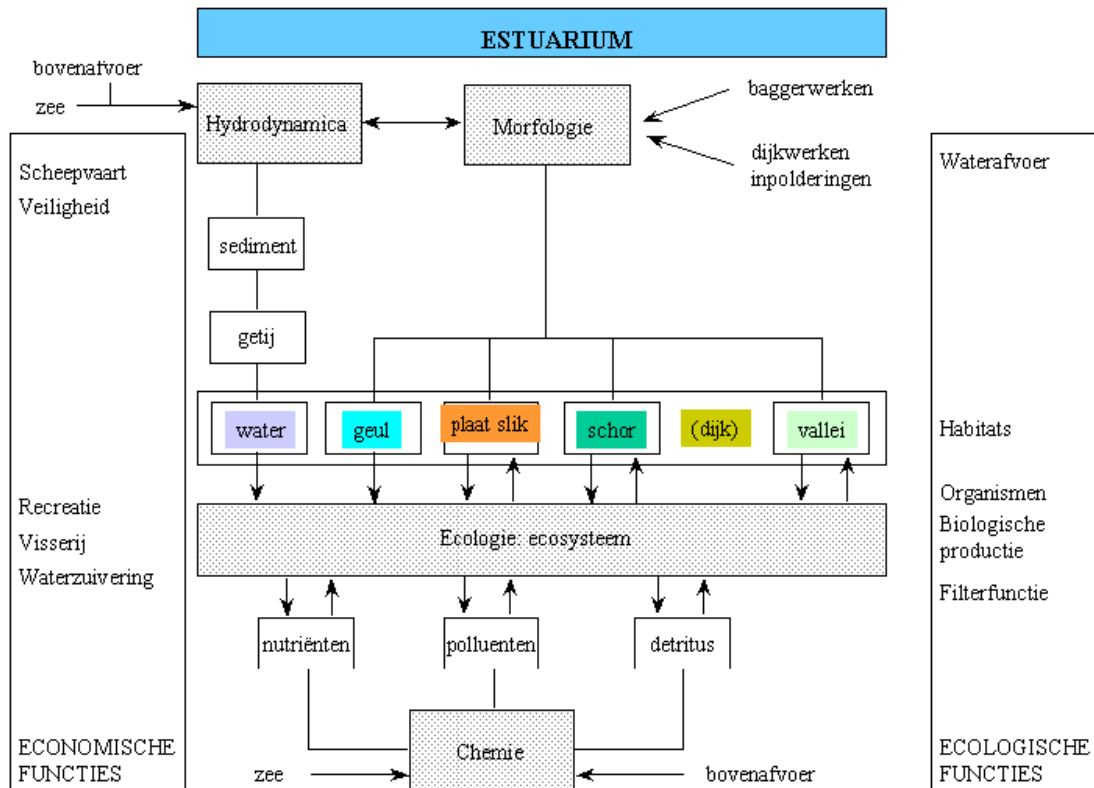 ESTUARIUM
bovenafvoer
zee
Hydrodynamica
Morfologie
baggerwerken
dijkwerken
inpolderingen
Scheepvaart
Veiligheid
Waterafvoer
sediment
getij
water
geul
plaat slik
schor
(dijk)
vallei
Habitats
Recreatie
Visserij
Waterzuivering
Ecologie: ecosysteem
Organismen
Biologische
productie
Filterfunctie
nutriënten
polluenten
detritus
ECONOMISCHE
FUNCTIES
Chemie
zee
bovenafvoer
ECOLOGISCHE
FUNCTIES